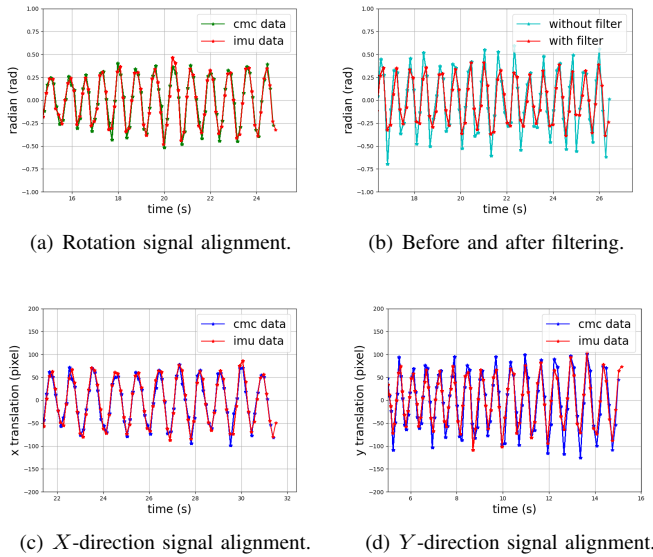 cmc data
imu data
radian (rad)
1.00
0.75
0.50
0.25
0.00
−0.25
−0.50
−0.75
−1.00
16 18 20 22 24
time (s)
(a) Rotation signal alignment.
without filter
with filter
radian (rad)
1.00
0.75
0.50
0.25
0.00
−0.25
−0.50
−0.75
−1.00
18 20 22 24 26
time (s)
(b) Before and after filtering.
cmc data
imu data
x translation (pixel)
200
150
100
50
0
−50
−100
−150
−200
22 24 26 28 30 32
time (s)
(c) X-direction signal alignment.
cmc data
imu data
y translation (pixel)
200
150
100
50
0
−50
−100
−150
−200
6 8 10 12 14 16
time (s)
(d) Y-direction signal alignment.